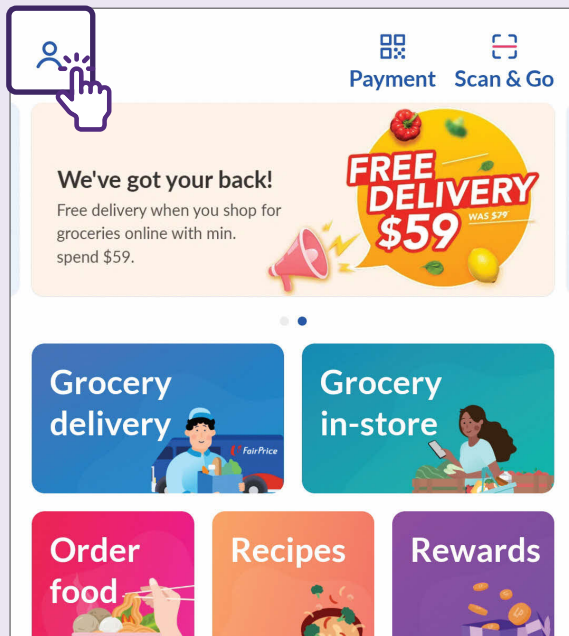 Payment Scan & Go
We've got your back!
Free delivery when you shop for
groceries online with min.
spend $59.
FREE
DELIVERY
$59
WAS $79
Grocery
delivery
FairPrice
Grocery
in-store
Order
food
Recipes
Rewards